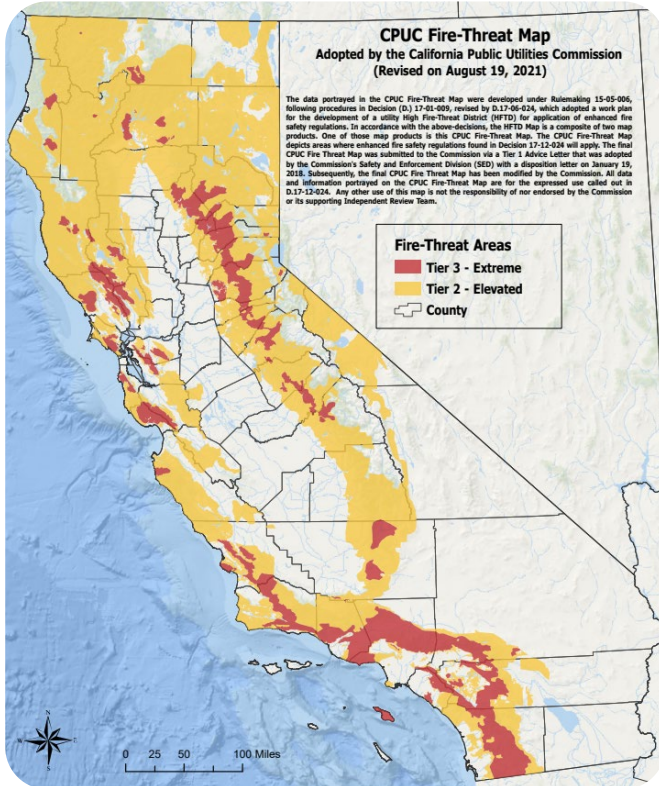 CPUC Fire-Threat Map
Adopted by the California Public Utilities Commission
(Revised on August 19, 2021)
The data portrayed in the CPUC Fire-Threat Map were developed under Rulemaking 15-05-006,
following procedures in Decision (D.) 17-01-009, revised by D.17-06-024, which adopted a work plan
for the development of a utility High Fire-Threat District (HFTD) for application of enhanced fire
safety regulations. In accordance with the above-decisions, the HFTD Map is a composite of two map
products. One of those map products is this CPUC Fire-Threat Map. The CPUC Fire-Threat Map
depicts areas where enhanced fire safety regulations found in Decision 17-12-024 will apply. The final
CPUC Fire Threat Map was submitted to the Commission via a Tier 1 Advice Letter that was adopted
by the Commission's Safety and Enforcement Division (SED) with a disposition letter on January 19,
2018. Subsequently, the final CPUC Fire Threat Map has been modified by the Commission. All data
and information portrayed on the CPUC Fire-Threat Map are for the expressed use called out in
D.17-12-024. Any other use of this map is not the responsibility of nor endorsed by the Commission
or its supporting Independent Review Team.
Fire-Threat Areas
Tier 3 - Extreme
Tier 2 - Elevated
County
N
W
E
S
0 25 50 100 Miles